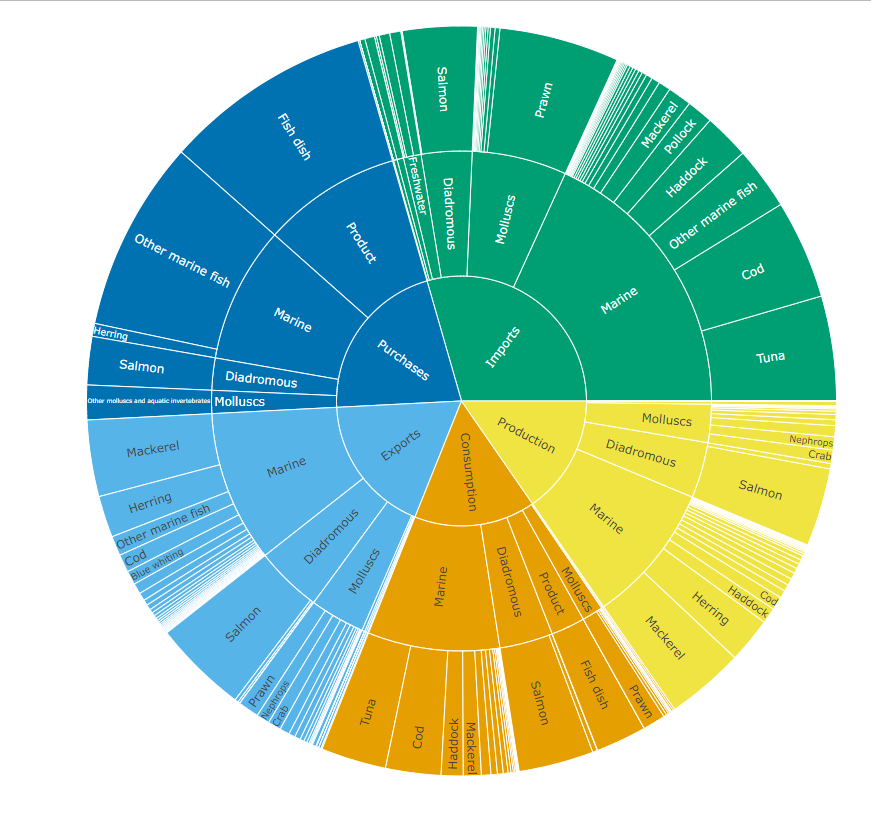 Imports
Marine
Tuna
Cod
Other marine fish
Haddock
Pollock
Mackerel
Molluscs
Prawn
Diadromous
Salmon
Freshwater
Purchases
Product
Fish dish
Marine
Other marine fish
Herring
Diadromous
Salmon
Molluscs
Other molluscs and aquatic invertebrates
Exports
Marine
Mackerel
Herring
Other marine fish
Cod
Blue whiting
Diadromous
Salmon
Molluscs
Prawn
Nephrops
Crab
Consumption
Marine
Tuna
Cod
Haddock
Mackerel
Diadromous
Salmon
Product
Fish dish
Molluscs
Prawn
Production
Marine
Mackerel
Herring
Haddock
Cod
Diadromous
Salmon
Molluscs
Crab
Nephrops